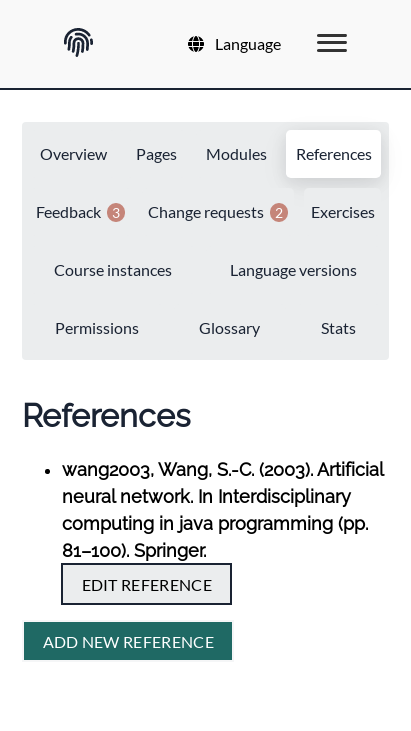 Language
Overview Pages Modules References
Feedback 3 Change requests 2 Exercises
Course instances Language versions
Permissions Glossary Stats
References
• wang2003, Wang, S.-C. (2003). Artificial
neural network. In Interdisciplinary
computing in java programming (pp.
81–100). Springer.
EDIT REFERENCE
ADD NEW REFERENCE